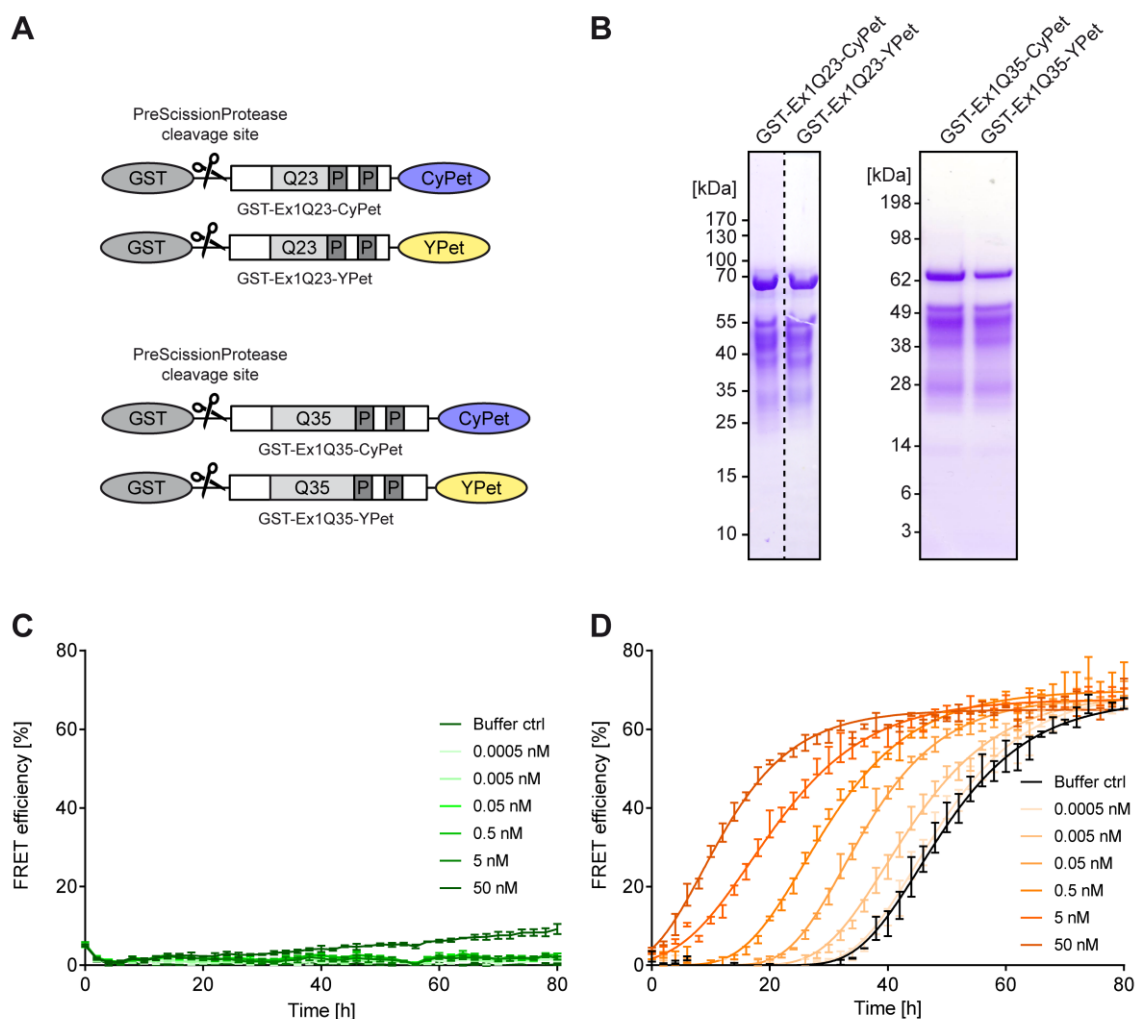 A
PreScissionProtease
cleavage site
GST Q23 P P CyPet
GST-Ex1Q23-CyPet
GST Q23 P P YPet
GST-Ex1Q23-YPet
PreScissionProtease
cleavage site
GST Q35 P P CyPet
GST-Ex1Q35-CyPet
GST Q35 P P YPet
GST-Ex1Q35-YPet
B
GST-Ex1Q23-CyPet
GST-Ex1Q23-YPet
[kDa]
170
130
100
70
55
40
35
25
15
10
GST-Ex1Q35-CyPet
GST-Ex1Q35-YPet
[kDa]
198
98
62
49
38
28
14
6
3
C
FRET efficiency [%]
80
60
40
20
0
0 20 40 60 80
Time [h]
Buffer ctrl
0.0005 nM
0.005 nM
0.05 nM
0.5 nM
5 nM
50 nM
D
FRET efficiency [%]
80
60
40
20
0
0 20 40 60 80
Time [h]
Buffer ctrl
0.0005 nM
0.005 nM
0.05 nM
0.5 nM
5 nM
50 nM